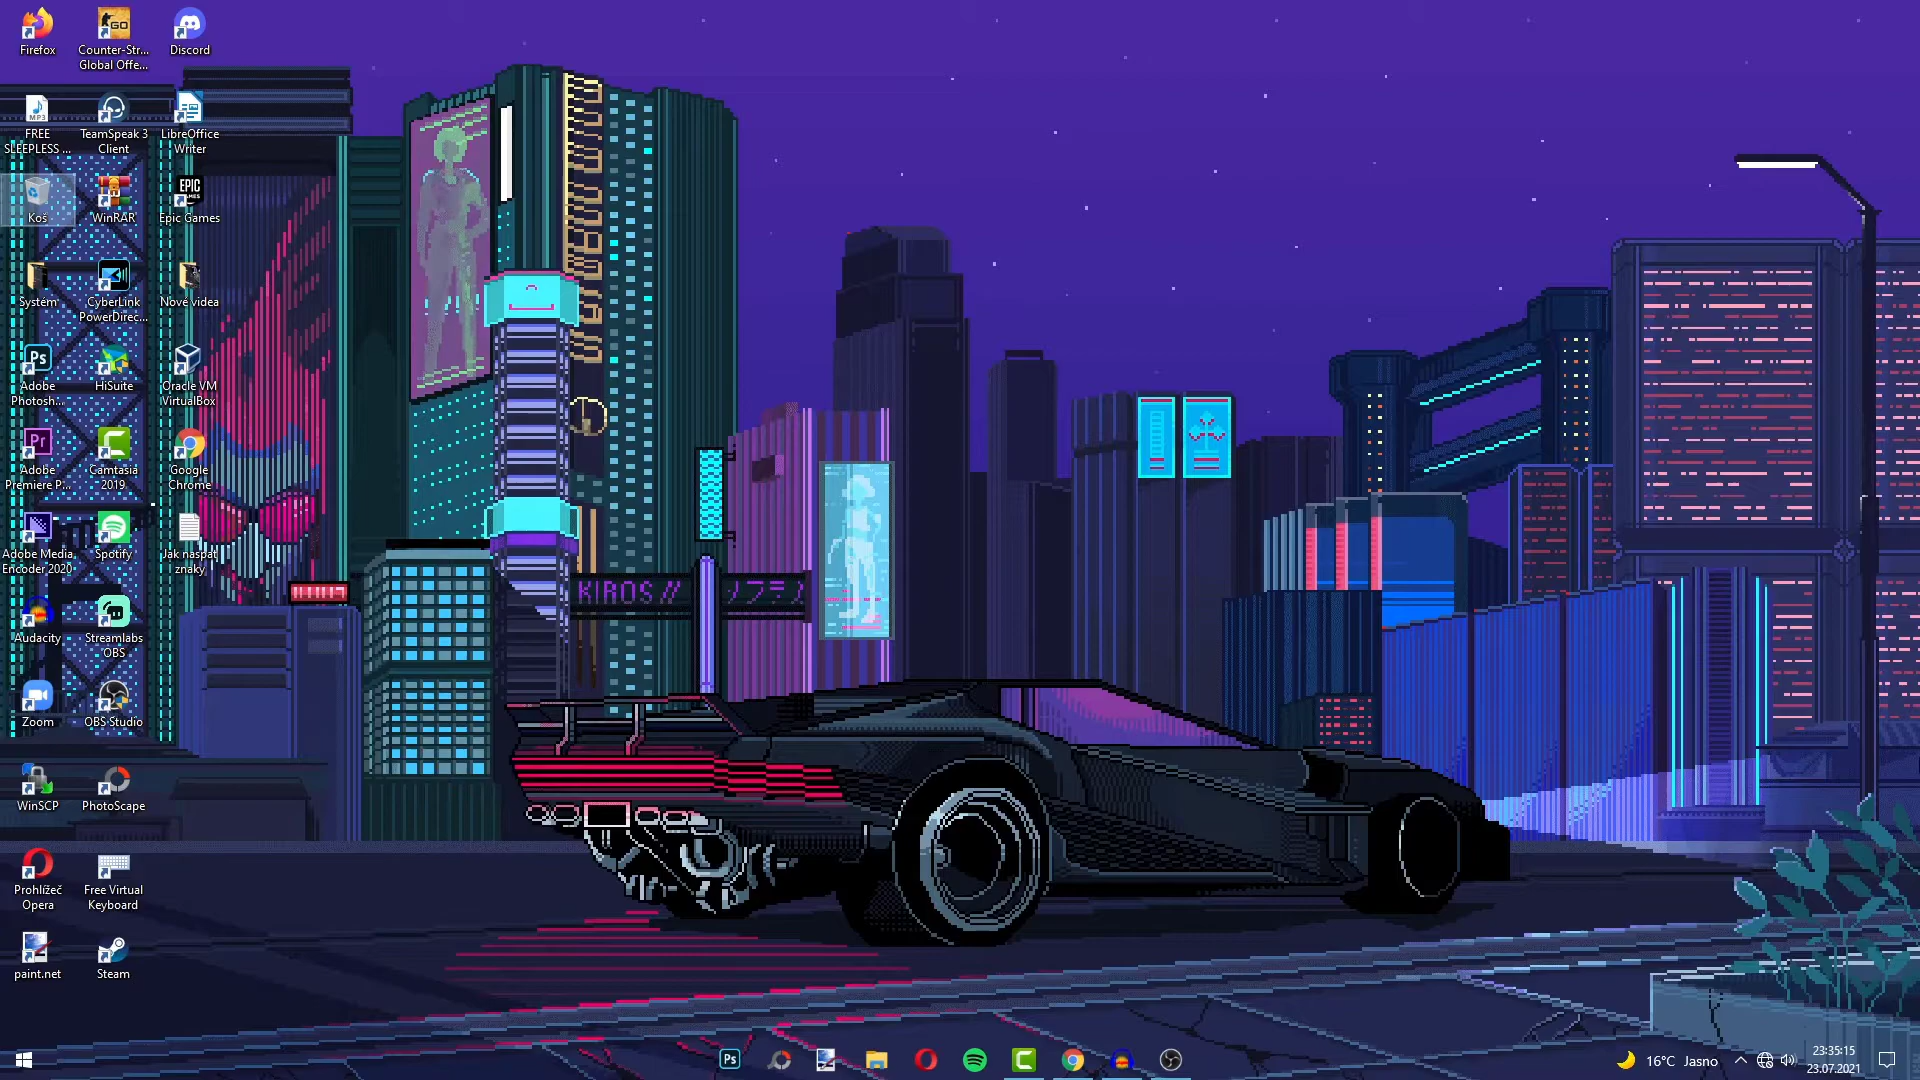 Firefox
Counter-Str...
Global Offe...
Discord
FREE
SLEEPLESS ...
TeamSpeak 3
Client
LibreOffice
Writer
Koš
WinRAR
Epic Games
Systém
CyberLink
PowerDirec...
Nové videa
Adobe
Photosh...
HiSuite
Oracle VM
VirtualBox
Adobe
Premiere P...
Camtasia
2019
Google
Chrome
Adobe Media
Encoder 2020
Spotify
Jak naspat
znaky
Audacity
Streamlabs
OBS
Zoom
OBS Studio
WinSCP
PhotoScape
Prohlížeč
Opera
Free Virtual
Keyboard
paint.net
Steam
KIROS//
16°C Jasno
23:35:15
23.07.2021